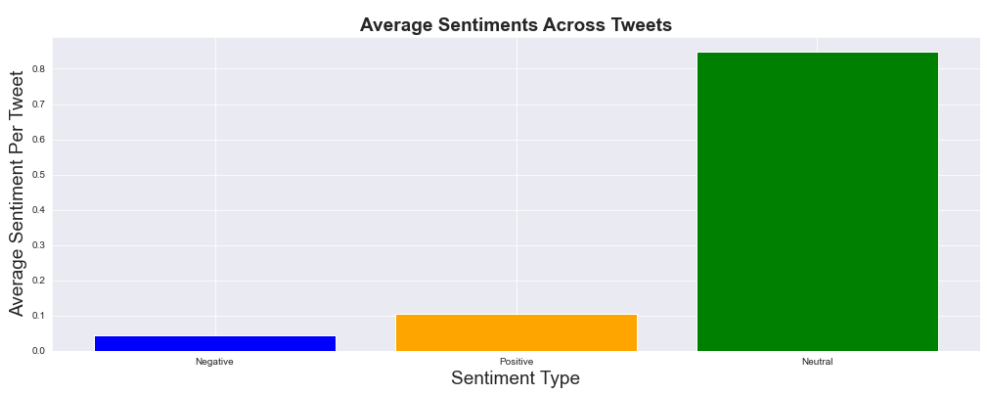 Average Sentiments Across Tweets
Average Sentiment Per Tweet
0.8
0.7
0.6
0.5
0.4
0.3
0.2
0.1
0.0
Negative Positive Neutral
Sentiment Type